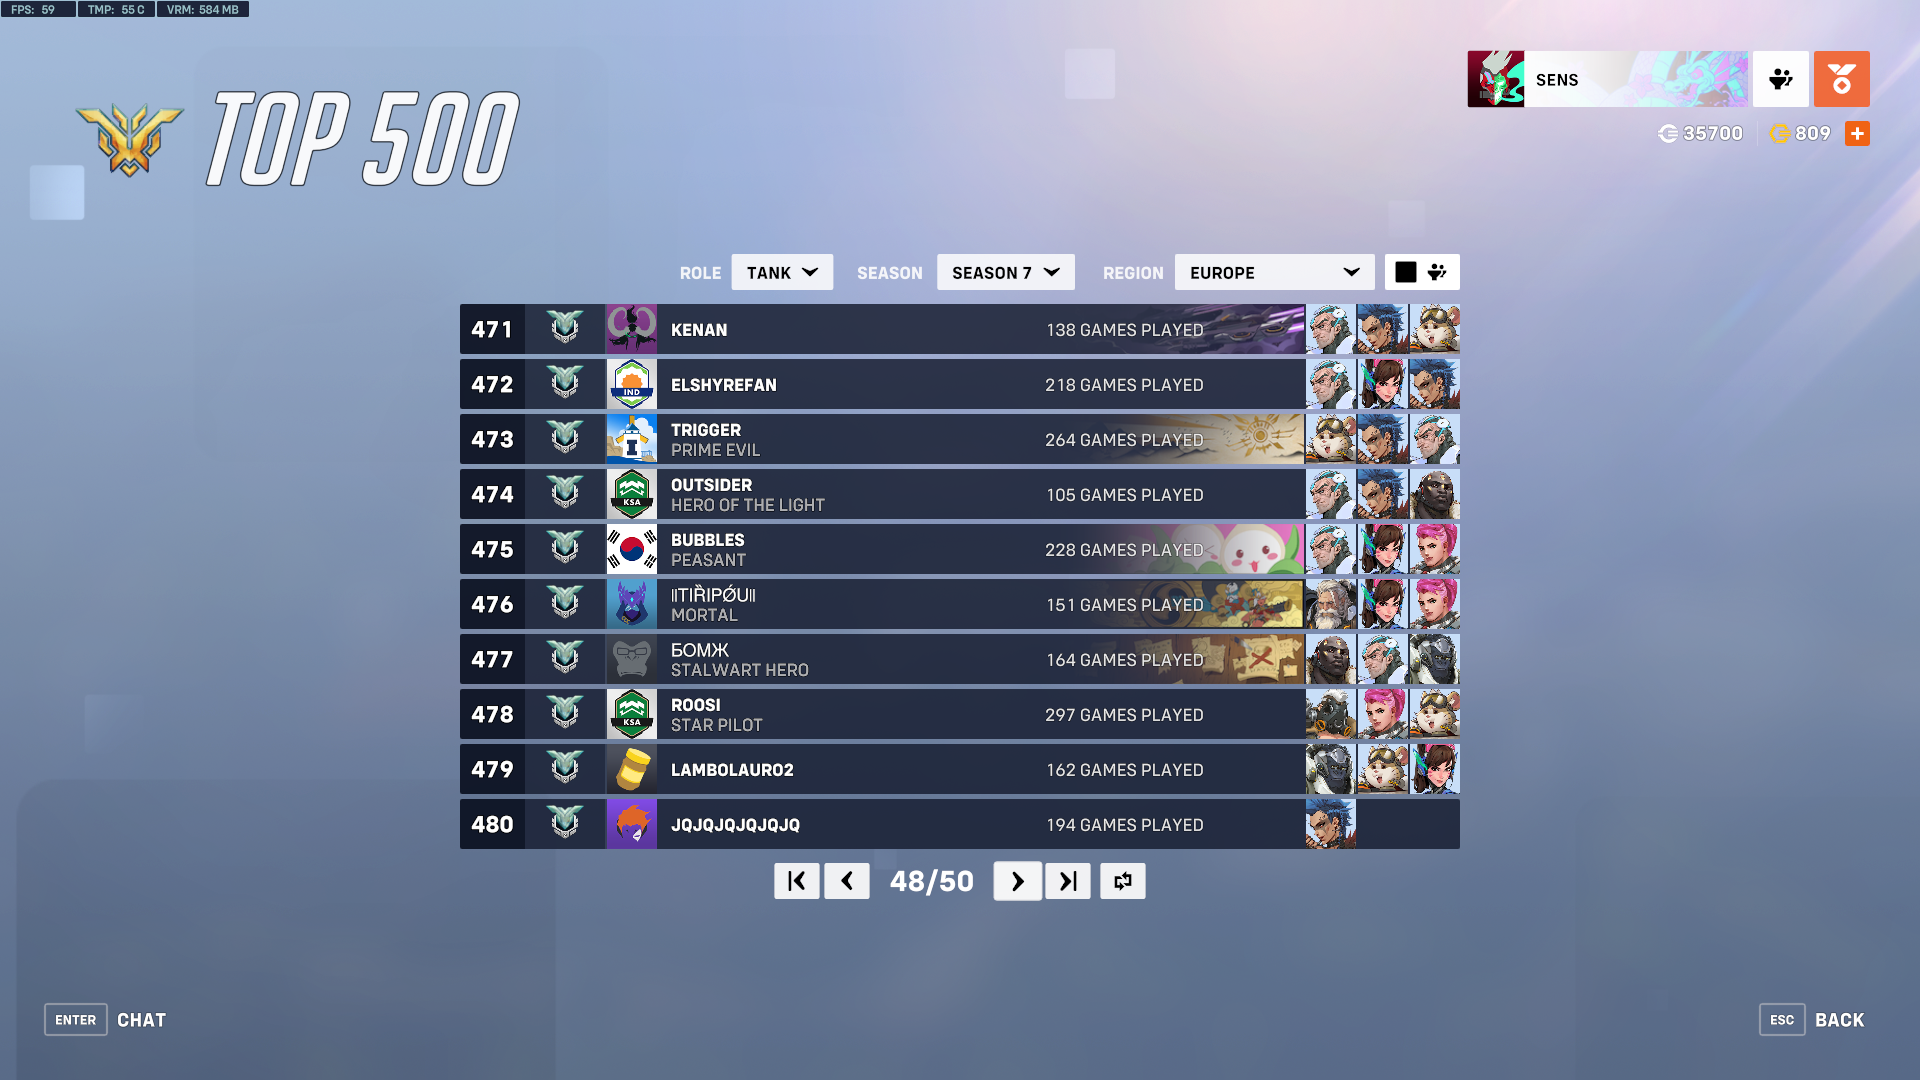 FPS: 59 TMP: 55 C VRM: 584 MB
TOP 500
SENS
35700 809
ROLE TANK SEASON SEASON 7 REGION EUROPE
471 KENAN 138 GAMES PLAYED
472 IND ELSHYREFAN 218 GAMES PLAYED
473 TRIGGER 264 GAMES PLAYED
PRIME EVIL
474 KSA OUTSIDER 105 GAMES PLAYED
HERO OF THE LIGHT
475 BUBBLES 228 GAMES PLAYED
PEASANT
476 ǁTIȐIPǾUǁ 151 GAMES PLAYED
MORTAL
477 БОМЖ 164 GAMES PLAYED
STALWART HERO
478 KSA ROOSI 297 GAMES PLAYED
STAR PILOT
479 LAMBOLAURO2 162 GAMES PLAYED
480 JQJQJQJQJQJQ 194 GAMES PLAYED
48/50
ENTER CHAT
ESC BACK